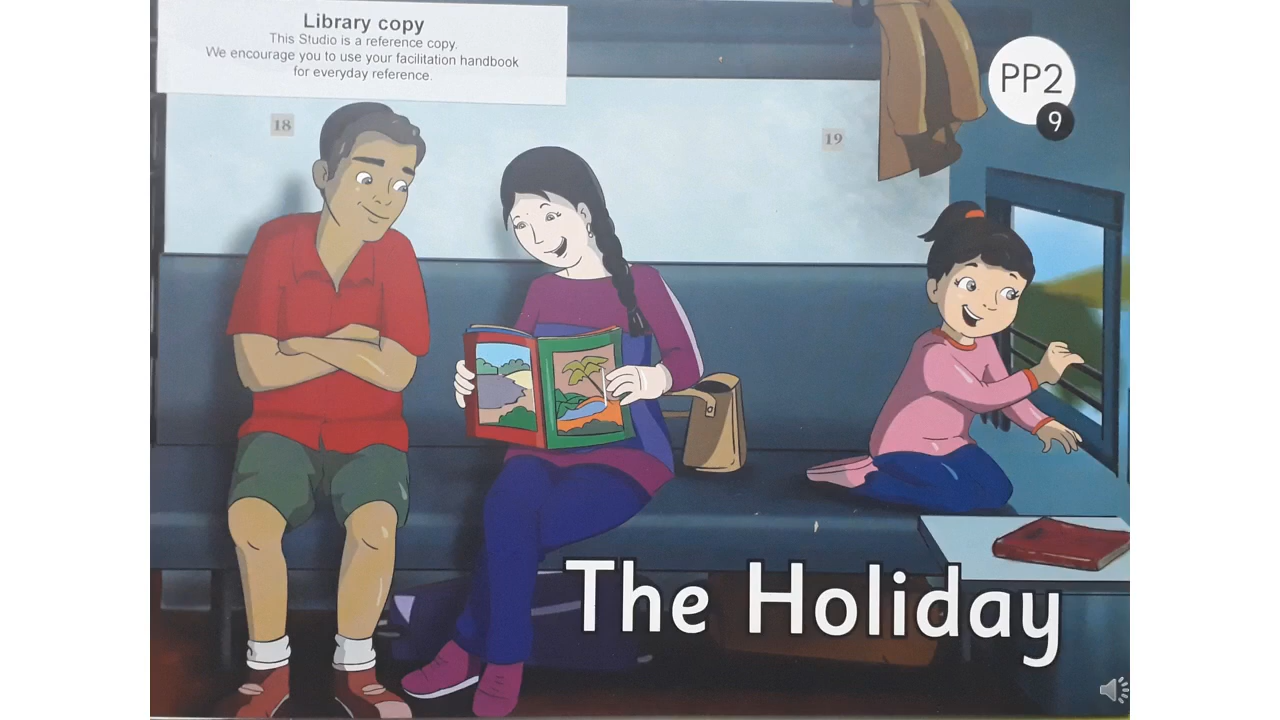 Library copy
This Studio is a reference copy.
We encourage you to use your facilitation handbook
for everyday reference.
PP2
9
18
19
The Holiday